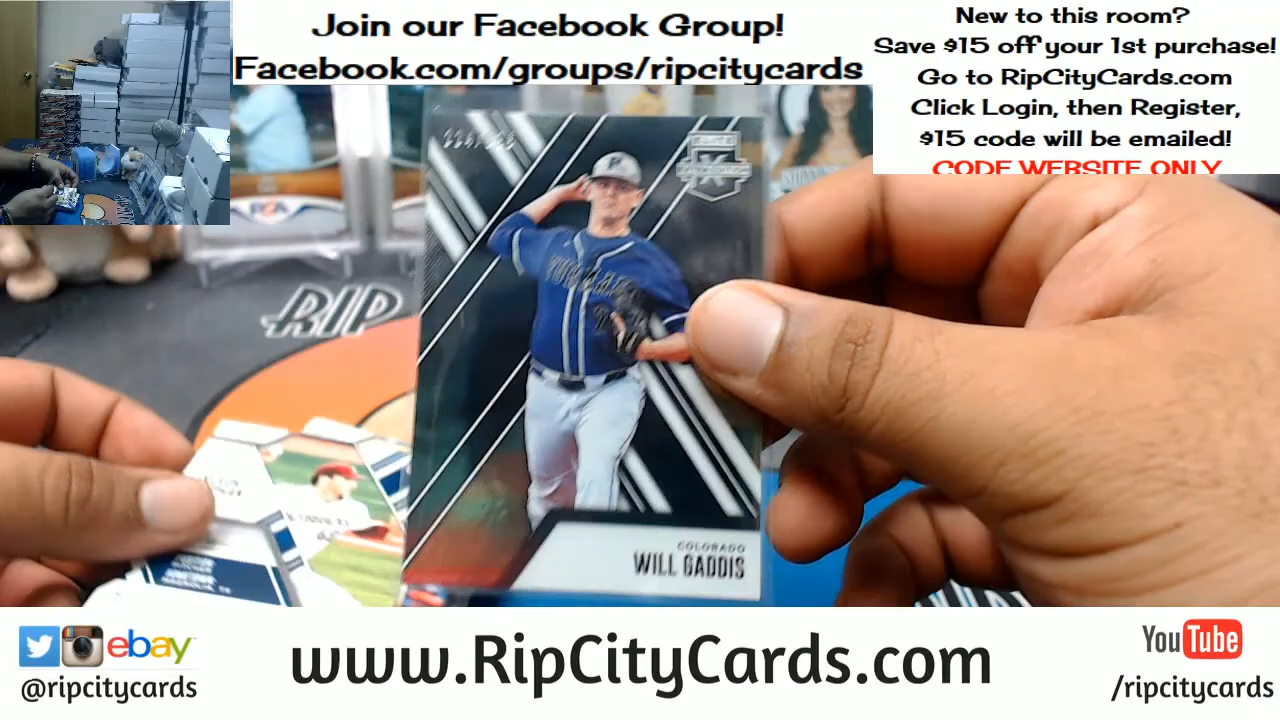 Join our Facebook Group!
Facebook.com/groups/ripcitycards
New to this room?
Save $15 off your 1st purchase!
Go to RipCityCards.com
Click Login, then Register,
$15 code will be emailed!
CODE WEBSITE ONLY
RIP
COLORADO
WILL GADDIS
ebay
@ripcitycards
www.RipCityCards.com
YouTube
/ripcitycards